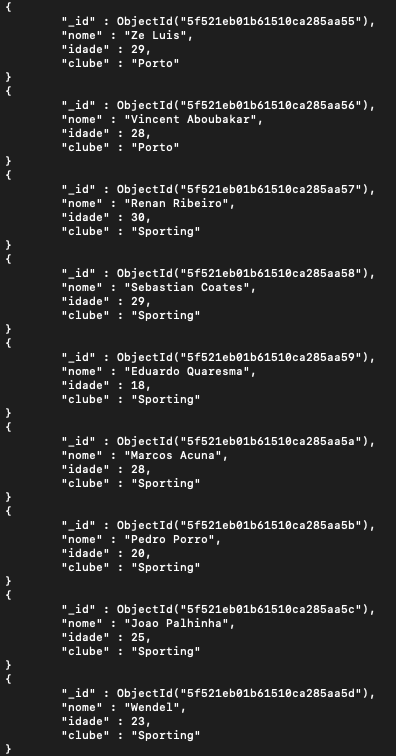 {
"_id" : ObjectId("5f521eb01b61510ca285aa55"),
"nome" : "Ze Luis",
"idade" : 29,
"clube" : "Porto"
}
{
"_id" : ObjectId("5f521eb01b61510ca285aa56"),
"nome" : "Vincent Aboubakar",
"idade" : 28,
"clube" : "Porto"
}
{
"_id" : ObjectId("5f521eb01b61510ca285aa57"),
"nome" : "Renan Ribeiro",
"idade" : 30,
"clube" : "Sporting"
}
{
"_id" : ObjectId("5f521eb01b61510ca285aa58"),
"nome" : "Sebastian Coates",
"idade" : 29,
"clube" : "Sporting"
}
{
"_id" : ObjectId("5f521eb01b61510ca285aa59"),
"nome" : "Eduardo Quaresma",
"idade" : 18,
"clube" : "Sporting"
}
{
"_id" : ObjectId("5f521eb01b61510ca285aa5a"),
"nome" : "Marcos Acuna",
"idade" : 28,
"clube" : "Sporting"
}
{
"_id" : ObjectId("5f521eb01b61510ca285aa5b"),
"nome" : "Pedro Porro",
"idade" : 20,
"clube" : "Sporting"
}
{
"_id" : ObjectId("5f521eb01b61510ca285aa5c"),
"nome" : "Joao Palhinha",
"idade" : 25,
"clube" : "Sporting"
}
{
"_id" : ObjectId("5f521eb01b61510ca285aa5d"),
"nome" : "Wendel",
"idade" : 23,
"clube" : "Sporting"
}